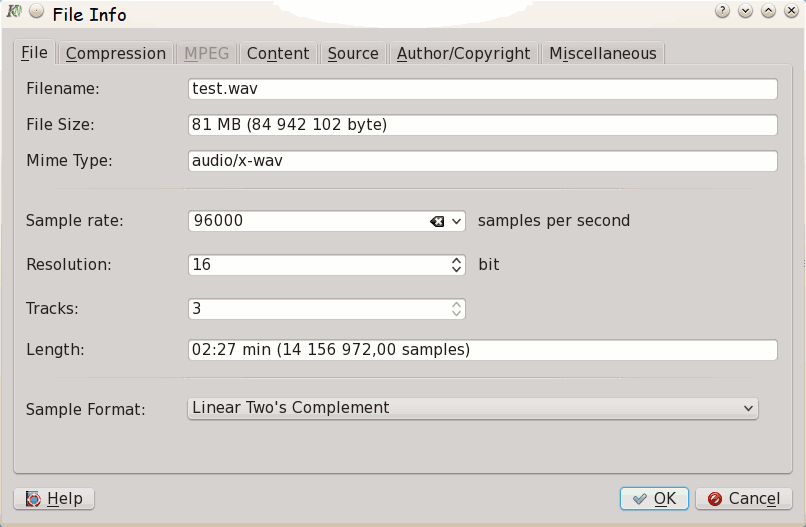 File Info
File Compression MPEG Content Source Author/Copyright Miscellaneous
Filename: test.wav
File Size: 81 MB (84 942 102 byte)
Mime Type: audio/x-wav
Sample rate: 96000 samples per second
Resolution: 16 bit
Tracks: 3
Length: 02:27 min (14 156 972,00 samples)
Sample Format: Linear Two's Complement
Help OK Cancel